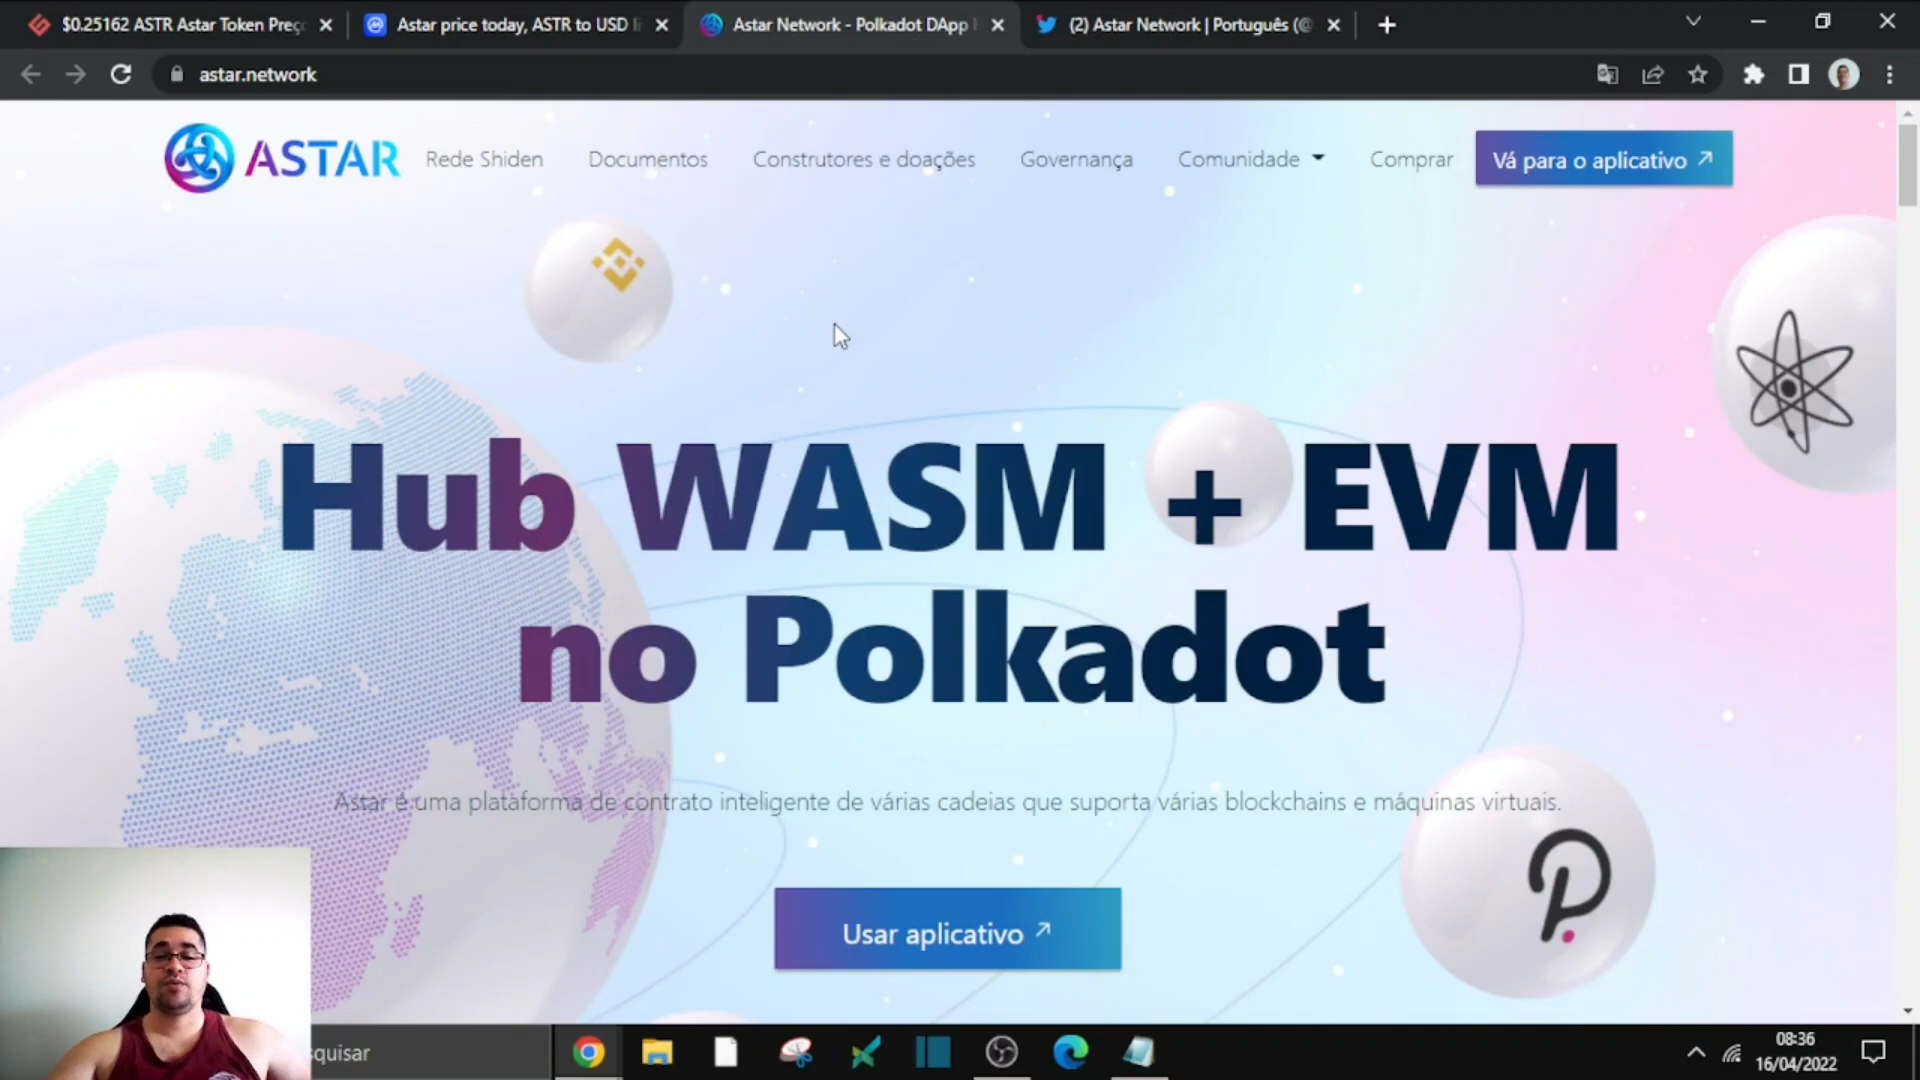 $0.25162 ASTR Astar Token Preç
Astar price today, ASTR to USD li
Astar Network - Polkadot DApp
(2) Astar Network | Português (@
astar.network
ASTAR
Rede Shiden
Documentos
Construtores e doações
Governança
Comunidade
Comprar
Vá para o aplicativo
Hub WASM + EVM
no Polkadot
Astar é uma plataforma de contrato inteligente de várias cadeias que suporta várias blockchains e máquinas virtuais.
Usar aplicativo
squisar
08:36
16/04/2022